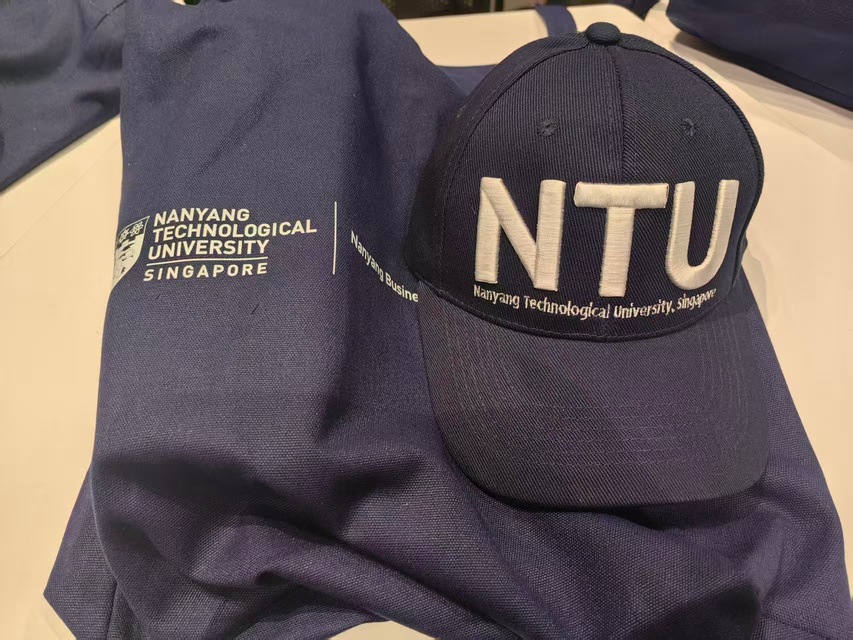 NANYANG
TECHNOLOGICAL
UNIVERSITY
SINGAPORE
Nanyang Busine
NTU
Nanyang Technological University, Singapore